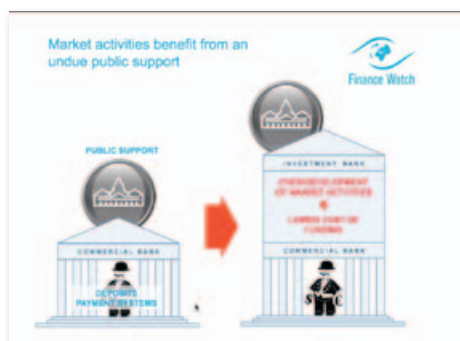 Market activities benefit from an
undue public support
Finance Watch
PUBLIC SUPPORT
COMMERCIAL BANK
DEPOSITS
PAYMENT SYSTEMS
INVESTMENT BANK
OVERDEVELOPMENT
OF MARKET ACTIVITIES
+
LOWER COST OF
FUNDING
COMMERCIAL BANK
$ €